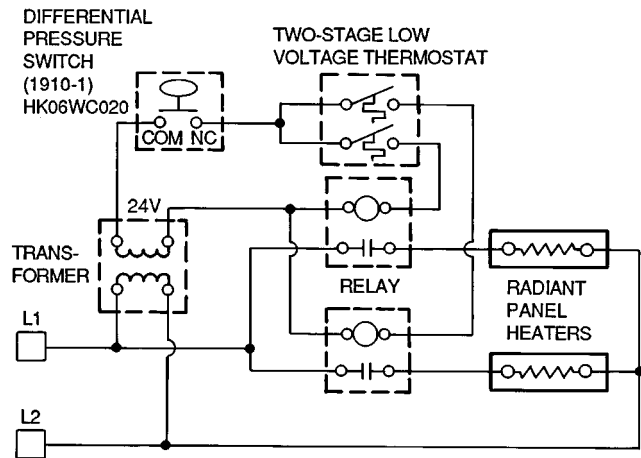 DIFFERENTIAL
PRESSURE
SWITCH
(1910-1)
HK06WC020
TWO-STAGE LOW
VOLTAGE THERMOSTAT
COM NC
24V
TRANS-
FORMER
RELAY
RADIANT
PANEL
HEATERS
L1
L2